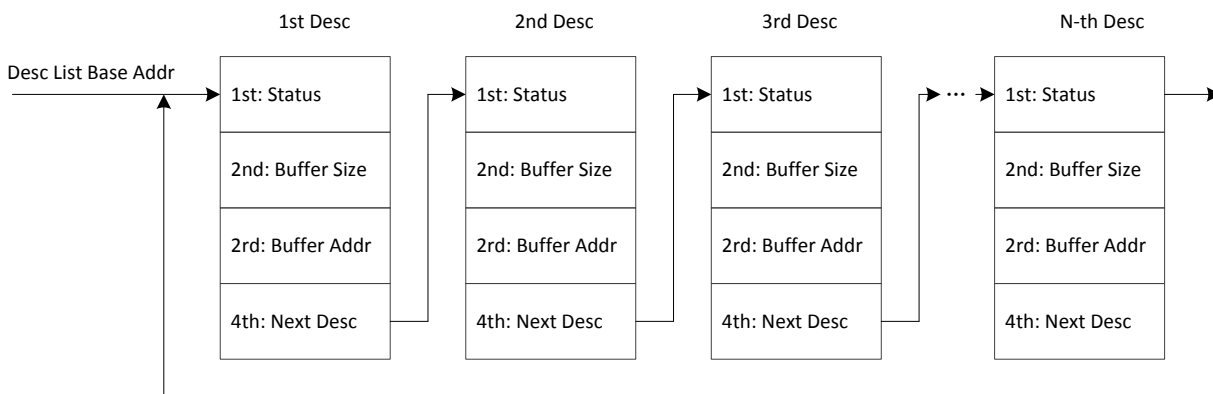 1st Desc 2nd Desc 3rd Desc N-th Desc
Desc List Base Addr
1st: Status 1st: Status 1st: Status ... 1st: Status
2nd: Buffer Size 2nd: Buffer Size 2nd: Buffer Size 2nd: Buffer Size
2rd: Buffer Addr 2rd: Buffer Addr 2rd: Buffer Addr 2rd: Buffer Addr
4th: Next Desc 4th: Next Desc 4th: Next Desc 4th: Next Desc